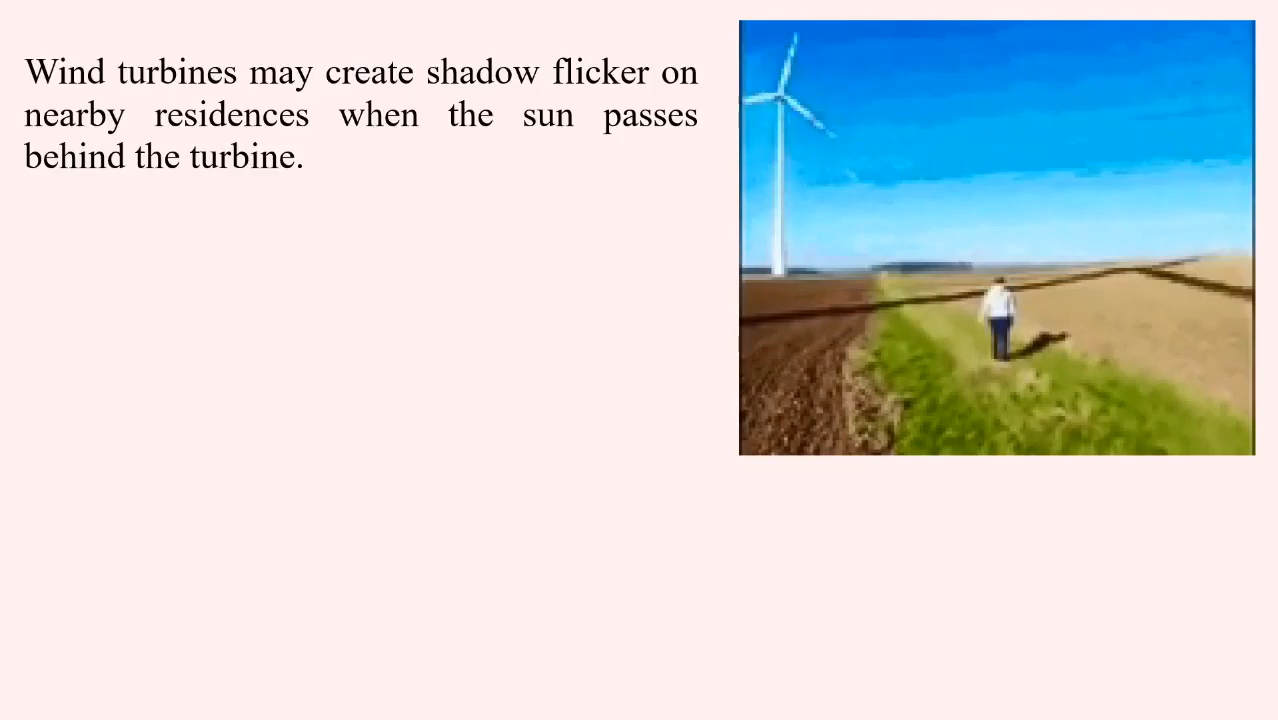 Wind turbines may create shadow flicker on
nearby residences when the sun passes
behind the turbine.